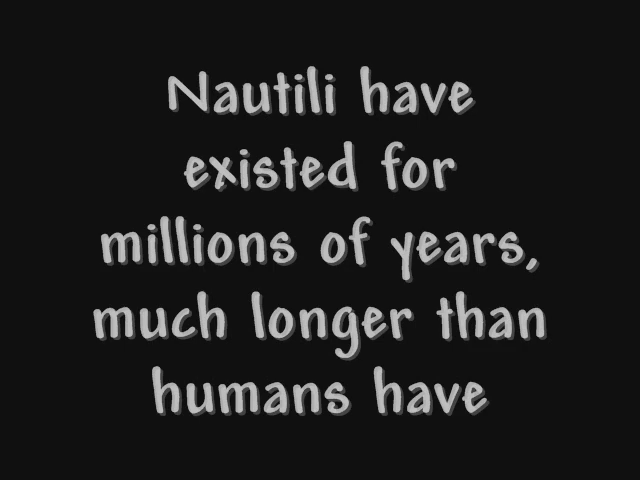 Nautili have
existed for
millions of years,
much longer than
humans have